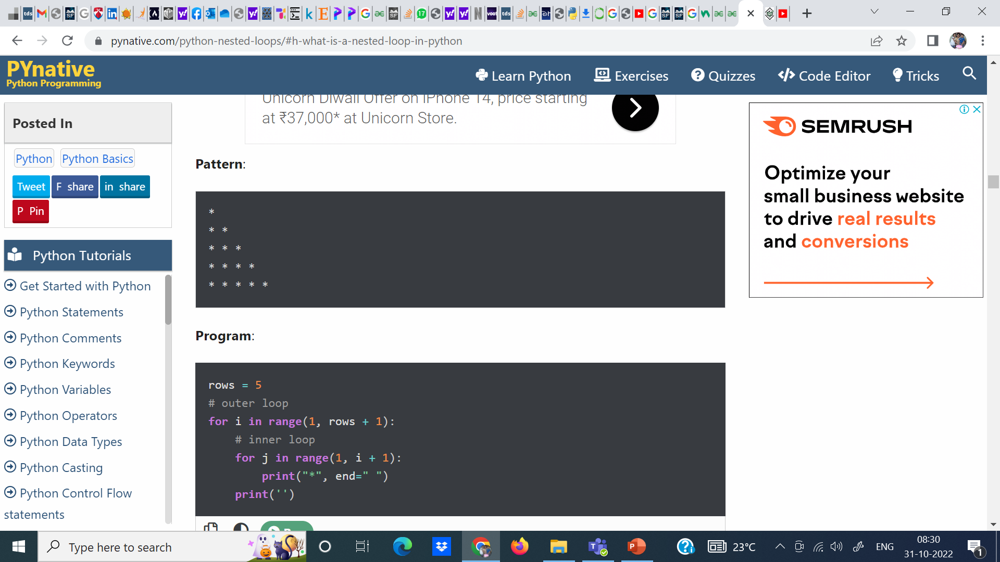 pynative.com/python-nested-loops/#h-what-is-a-nested-loop-in-python
PYnative
Python Programming
Learn Python
Exercises
Quizzes
Code Editor
Tricks
Unicorn Diwali Offer on iPhone 14, price starting
at ₹37,000* at Unicorn Store.
Posted In
Python
Python Basics
Tweet
F share
in share
P Pin
Python Tutorials
Get Started with Python
Python Statements
Python Comments
Python Keywords
Python Variables
Python Operators
Python Data Types
Python Casting
Python Control Flow
statements
Pattern:
*
* *
* * *
* * * *
* * * * *
Program:
rows = 5
# outer loop
for i in range(1, rows + 1):
    # inner loop
    for j in range(1, i + 1):
        print("*", end=" ")
    print('')
SEMRUSH
Optimize your
small business website
to drive real results
and conversions
Type here to search
23°C
ENG
08:30
31-10-2022
1